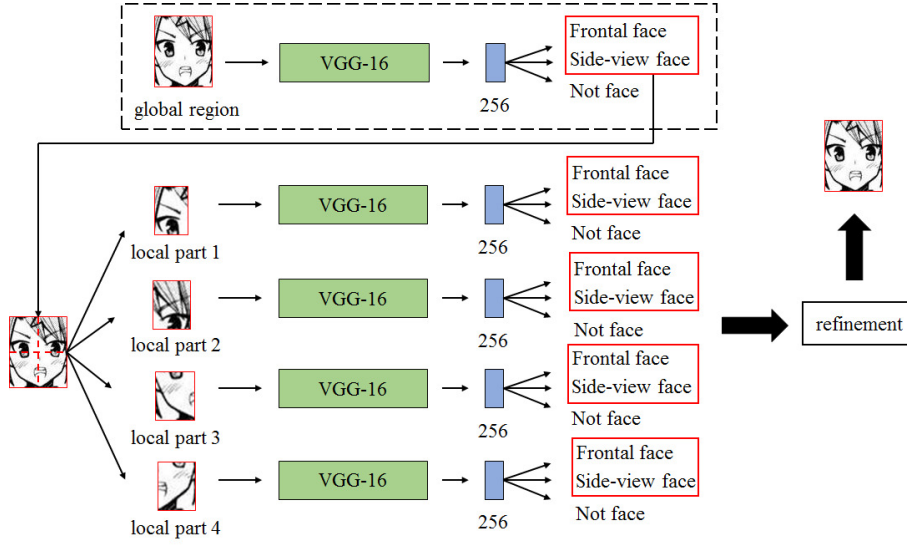 global region
VGG-16
256
Frontal face
Side-view face
Not face
local part 1
VGG-16
256
Frontal face
Side-view face
Not face
local part 2
VGG-16
256
Frontal face
Side-view face
Not face
local part 3
VGG-16
256
Frontal face
Side-view face
Not face
local part 4
VGG-16
256
Frontal face
Side-view face
Not face
refinement